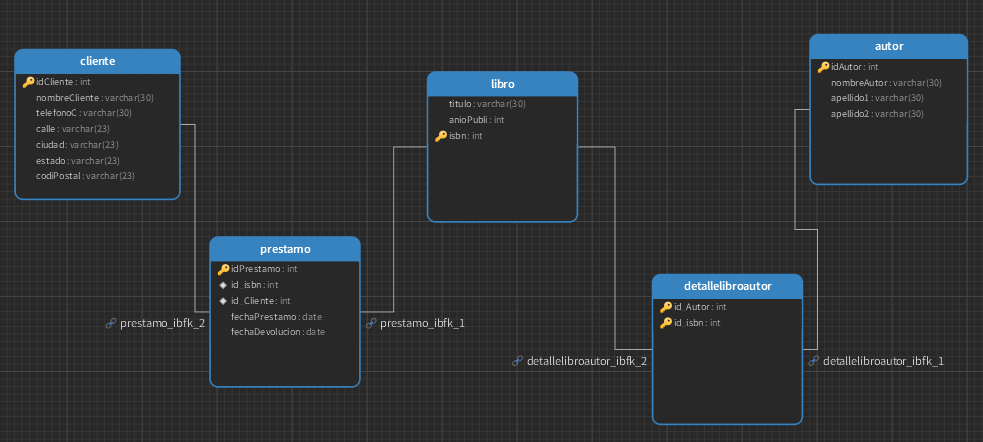 cliente
idCliente: int
nombreCliente: varchar(30)
telefonoC: varchar(30)
calle: varchar(23)
ciudad: varchar(23)
estado: varchar(23)
codiPostal: varchar(23)
libro
titulo: varchar(30)
anioPubli: int
isbn: int
autor
idAutor: int
nombreAutor: varchar(30)
apellido1: varchar(30)
apellido2: varchar(30)
prestamo
idPrestamo: int
id_isbn: int
id_Cliente: int
fechaPrestamo: date
fechaDevolucion: date
prestamo_ibfk_2
prestamo_ibfk_1
detallelibroautor
id_Autor: int
id_isbn: int
detallelibroautor_ibfk_2
detallelibroautor_ibfk_1